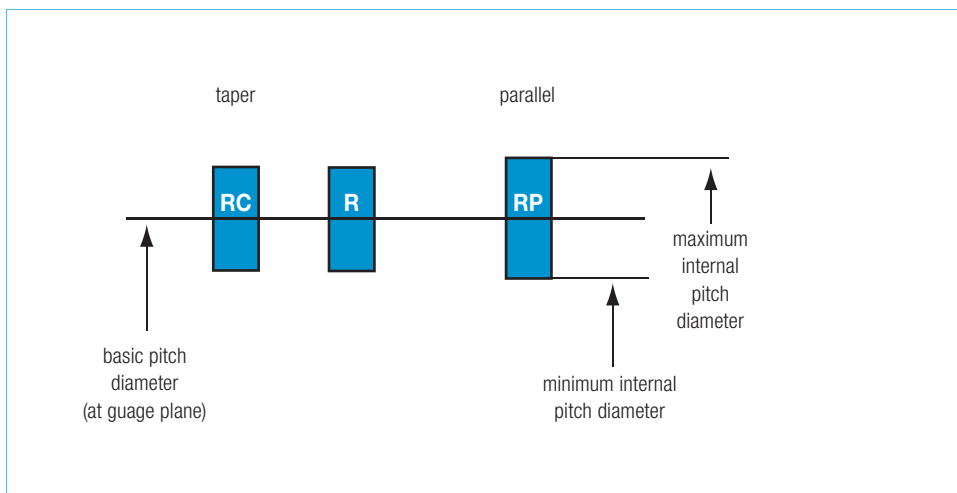 taper
parallel
RC
R
RP
maximum
internal
pitch
diameter
basic pitch
diameter
(at guage plane)
minimum internal
pitch diameter